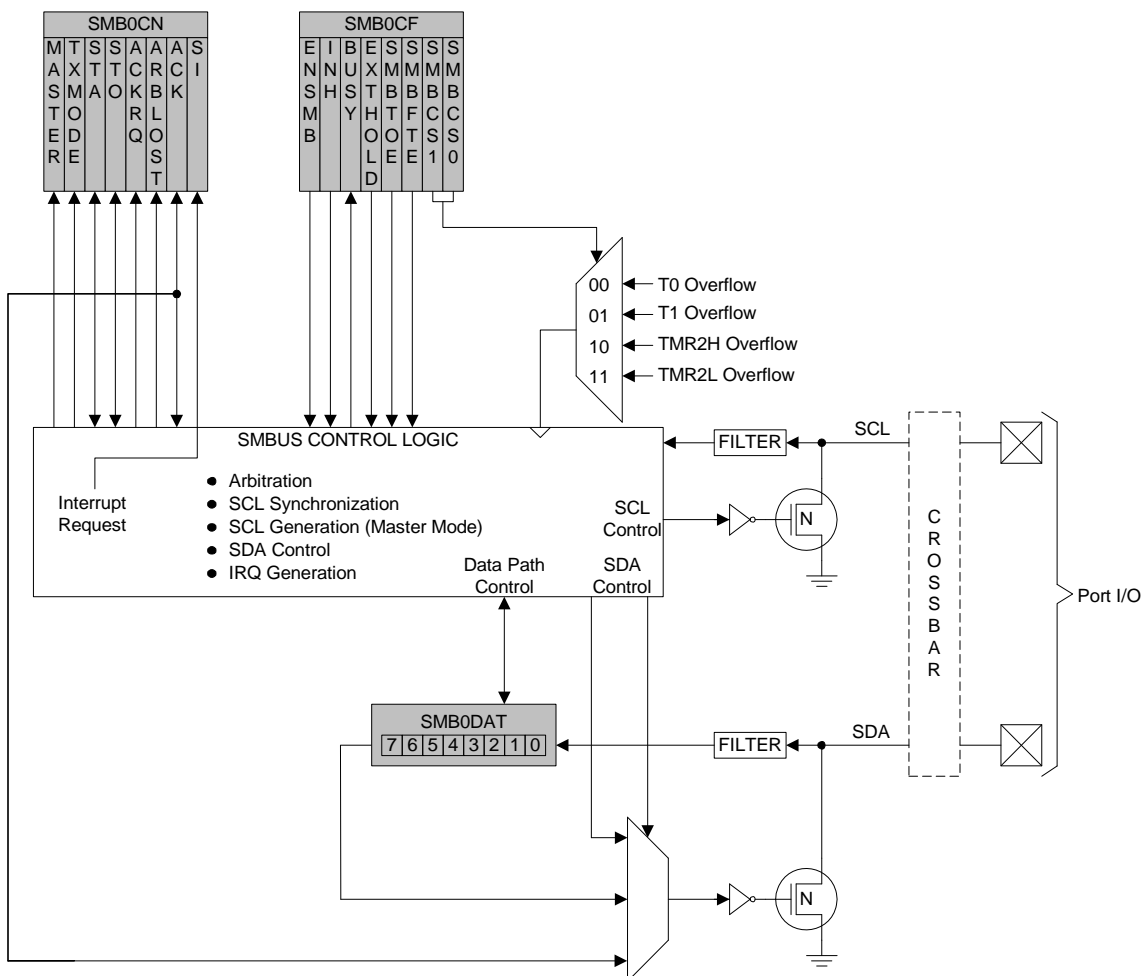 SMB0CN
MASTER
TXMODE
STA
STO
ACKRQ
ARBLOST
ACK
SI
SMB0CF
ENSMB
INH
BUSY
EXTHOLD
SMBTOE
SMBFTE
SMBCS1
SMBCS0
00
01
10
11
T0 Overflow
T1 Overflow
TMR2H Overflow
TMR2L Overflow
SMBUS CONTROL LOGIC
Interrupt
Request
● Arbitration
● SCL Synchronization
● SCL Generation (Master Mode)
● SDA Control
● IRQ Generation
Data Path
Control
SCL
Control
SDA
Control
FILTER
SCL
N
CROSSBAR
Port I/O
SMB0DAT
7 6 5 4 3 2 1 0
FILTER
SDA
N